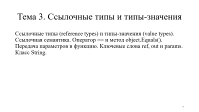 Тема 3. Ссылочные типы и типы-значения
Ссылочные типы (reference types) и типы-значения (value types).
Ссылочная семантика. Оператор == и метод object.Equals().
Передача параметров в функцию. Ключевые слова ref, out и params.
Класс String.